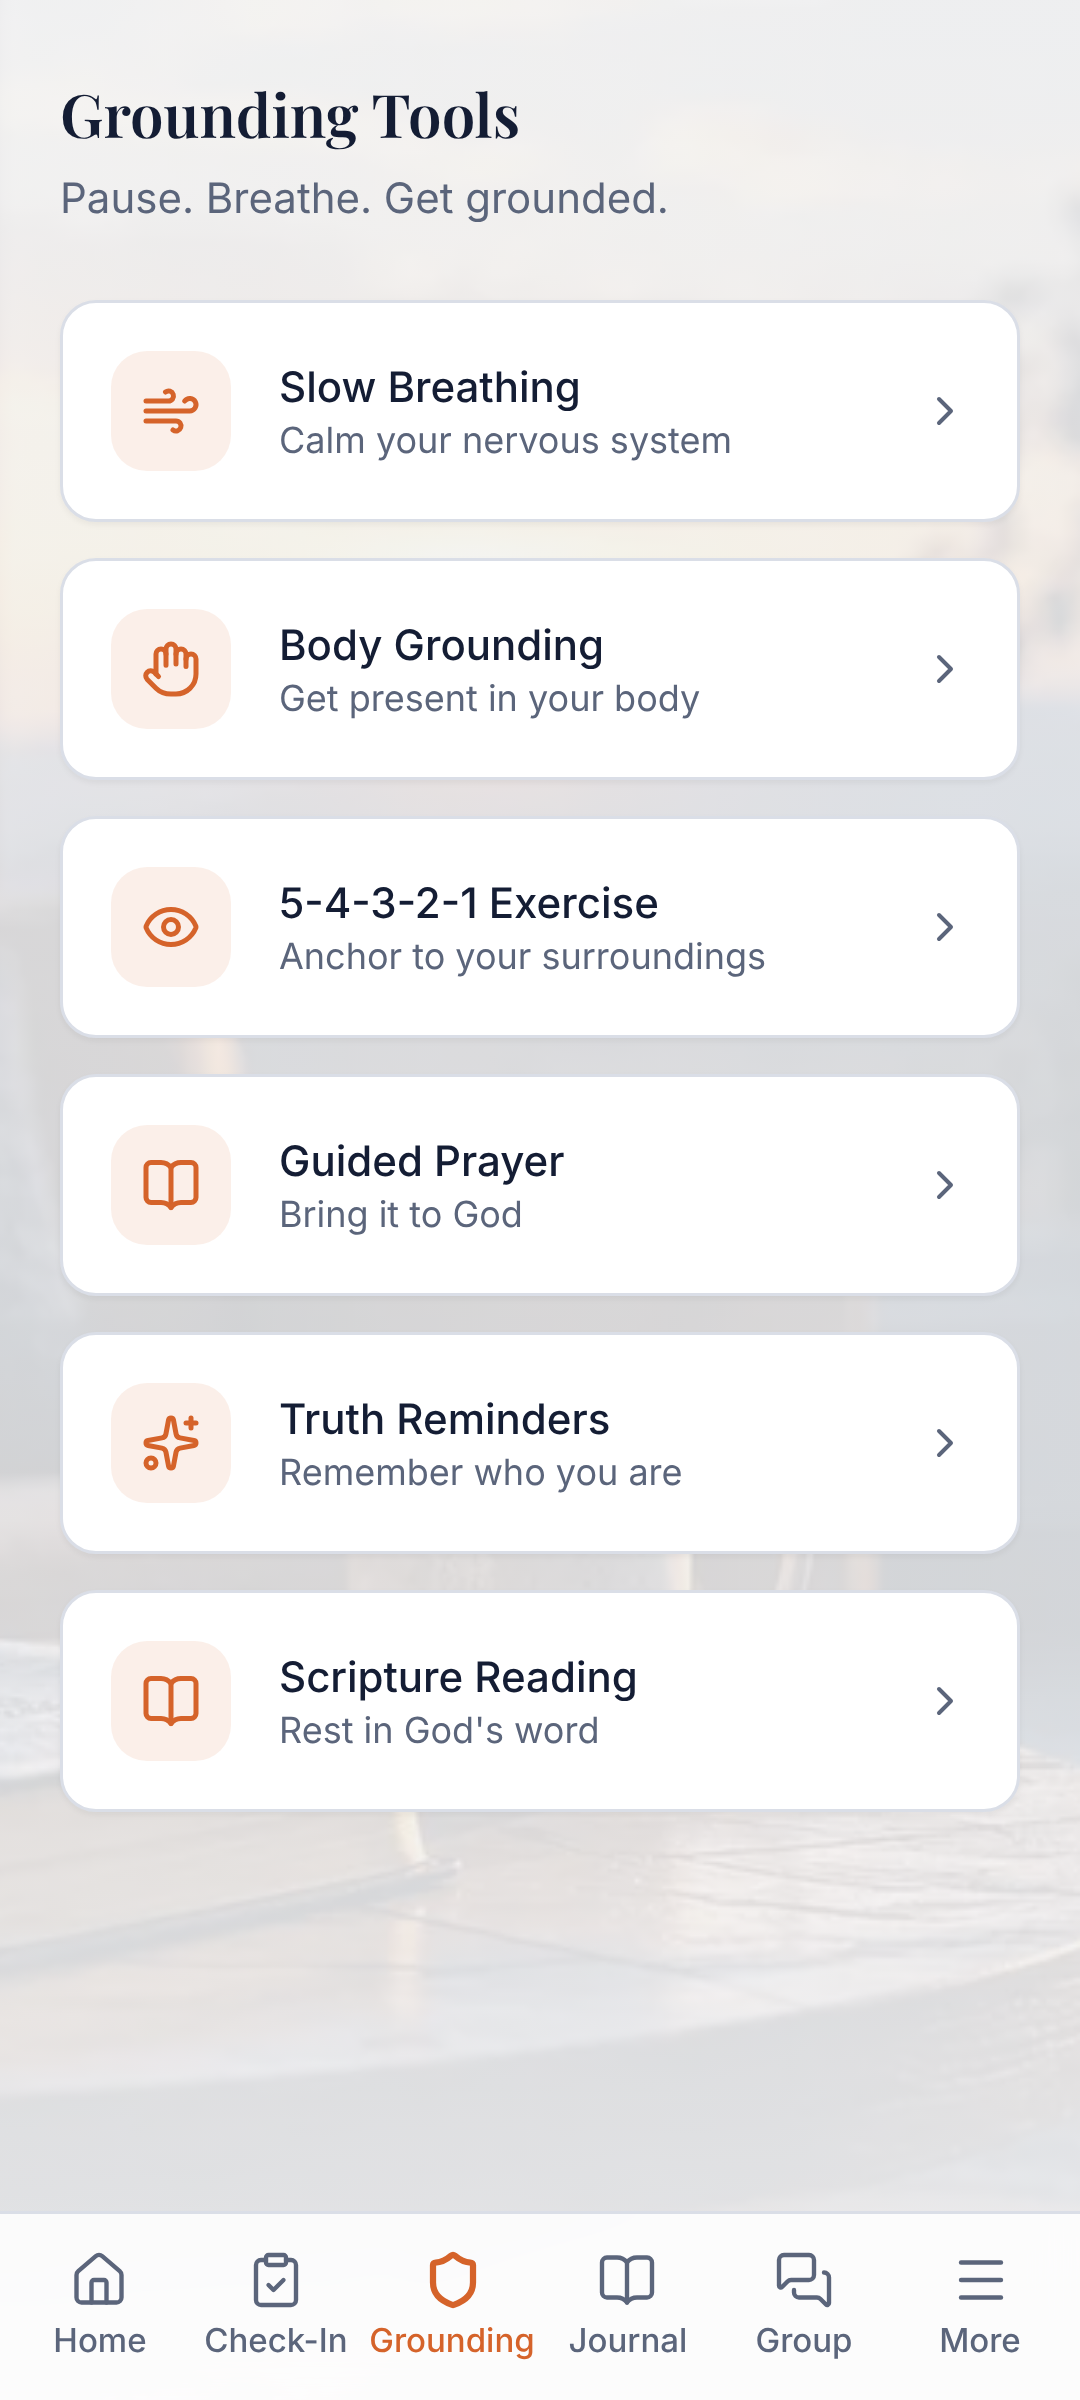 Grounding Tools
Pause. Breathe. Get grounded.
Slow Breathing
Calm your nervous system
Body Grounding
Get present in your body
5-4-3-2-1 Exercise
Anchor to your surroundings
Guided Prayer
Bring it to God
Truth Reminders
Remember who you are
Scripture Reading
Rest in God's word
Home
Check-In
Grounding
Journal
Group
More